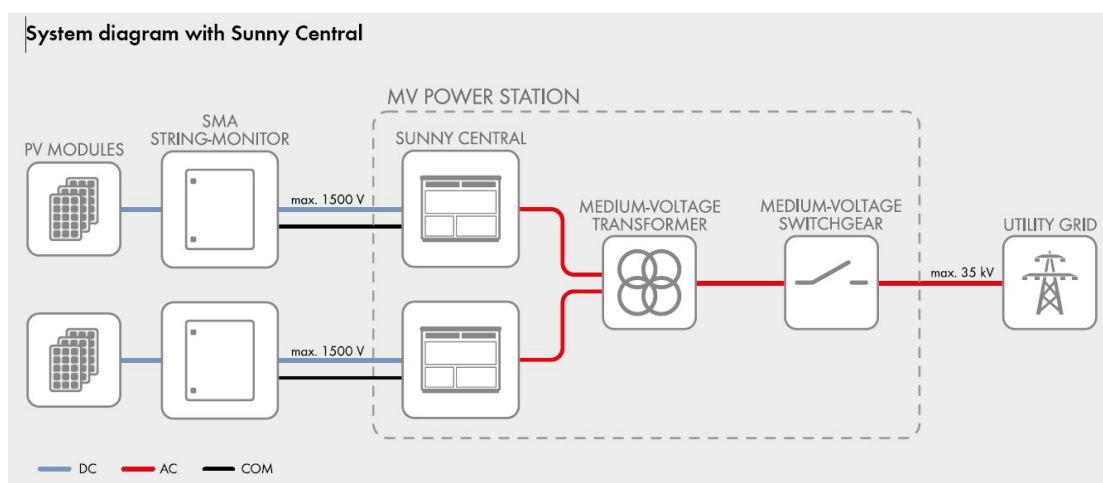 System diagram with Sunny Central
MV POWER STATION
SMA
STRING-MONITOR
PV MODULES
SUNNY CENTRAL
max. 1500 V
MEDIUM-VOLTAGE
TRANSFORMER
MEDIUM-VOLTAGE
SWITCHGEAR
UTILITY GRID
max. 35 kV
max. 1500 V
DC
AC
COM